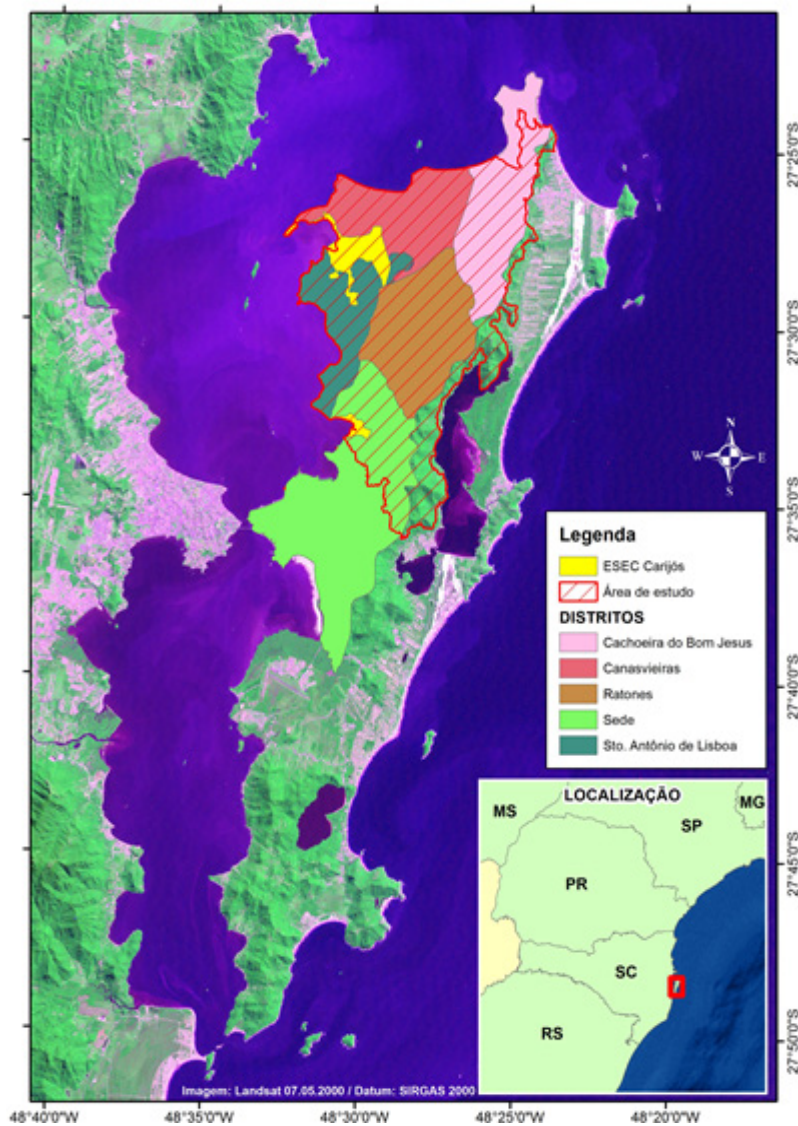 27°25'0"S
27°30'0"S
N
W E
S
27°35'0"S
Legenda
ESEC Carijós
Área de estudo
DISTRITOS
Cachoeira do Bom Jesus
Canasvieiras
Ratones
Sede
Sto. Antônio de Lisboa
27°40'0"S
LOCALIZAÇÃO
MS
MG
SP
27°45'0"S
PR
SC
RS
27°50'0"S
Imagem: Landsat 07.05.2000 / Datum: SIRGAS 2000
48°40'0"W 48°35'0"W 48°30'0"W 48°25'0"W 48°20'0"W